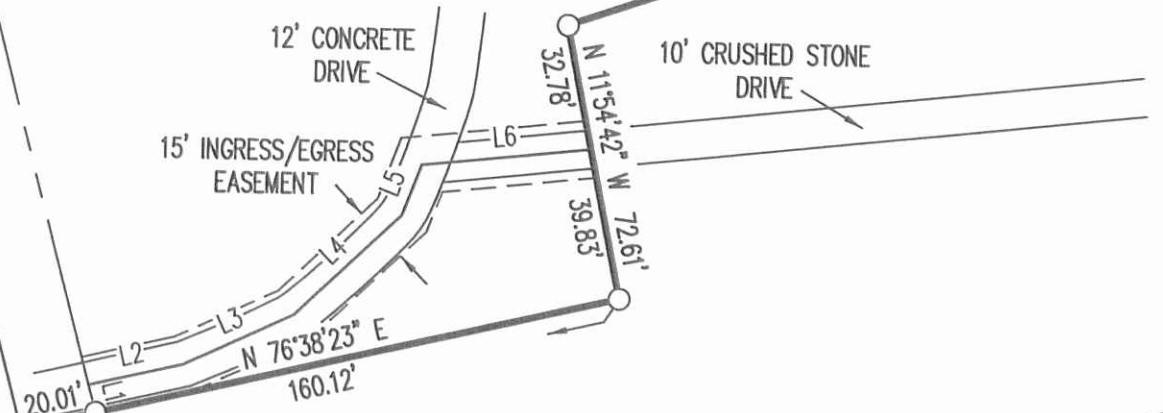 12' CONCRETE
DRIVE
10' CRUSHED STONE
DRIVE
15' INGRESS/EGRESS
EASEMENT
N 11°54'42" W 72.61'
32.78'
39.83'
L6
L5
L4
L3
L2
L1
N 76°38'23" E
160.12'
20.01'